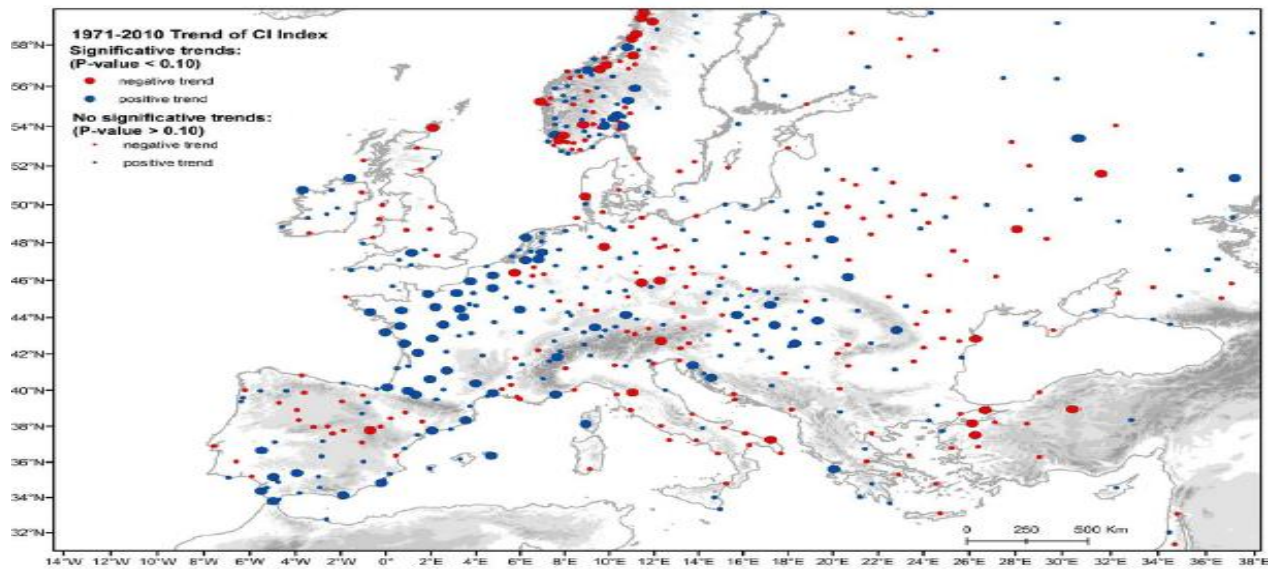 1971-2010 Trend of CI Index
Significative trends:
(P-value < 0.10)
negative trend
positive trend
No significative trends:
(P-value > 0.10)
negative trend
positive trend
58°N
56°N
54°N
52°N
50°N
48°N
46°N
44°N
42°N
40°N
38°N
36°N
34°N
32°N
0 250 500 Km
14°W 12°W 10°W 8°W 6°W 4°W 2°W 0° 2°E 4°E 6°E 8°E 10°E 12°E 14°E 16°E 18°E 20°E 22°E 24°E 26°E 28°E 30°E 32°E 34°E 36°E 38°E